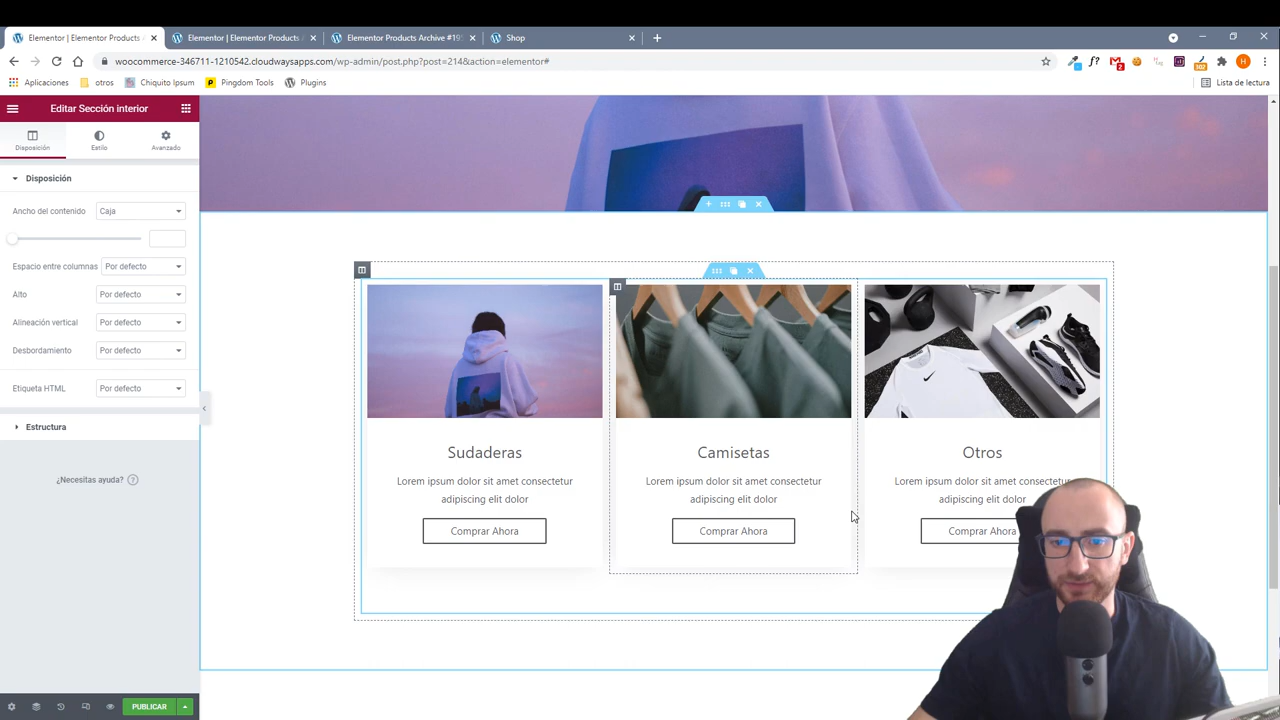 Elementor | Elementor Products A
Elementor | Elementor Products A
Elementor Products Archive #19
Shop
woocommerce-346711-1210542.cloudwaysapps.com/wp-admin/post.php?post=214&action=elementor#
Aplicaciones
otros
Chiquito Ipsum
Pingdom Tools
Plugins
Lista de lectura
Editar Sección interior
Disposición
Estilo
Avanzado
Disposición
Ancho del contenido
Caja
Espacio entre columnas
Por defecto
Alto
Por defecto
Alineación vertical
Por defecto
Desbordamiento
Por defecto
Etiqueta HTML
Por defecto
Estructura
¿Necesitas ayuda?
PUBLICAR
Sudaderas
Lorem ipsum dolor sit amet consectetur
adipiscing elit dolor
Comprar Ahora
Camisetas
Lorem ipsum dolor sit amet consectetur
adipiscing elit dolor
Comprar Ahora
Otros
Lorem ipsum dolor sit amet consectetur
adipiscing elit dolor
Comprar Ahora